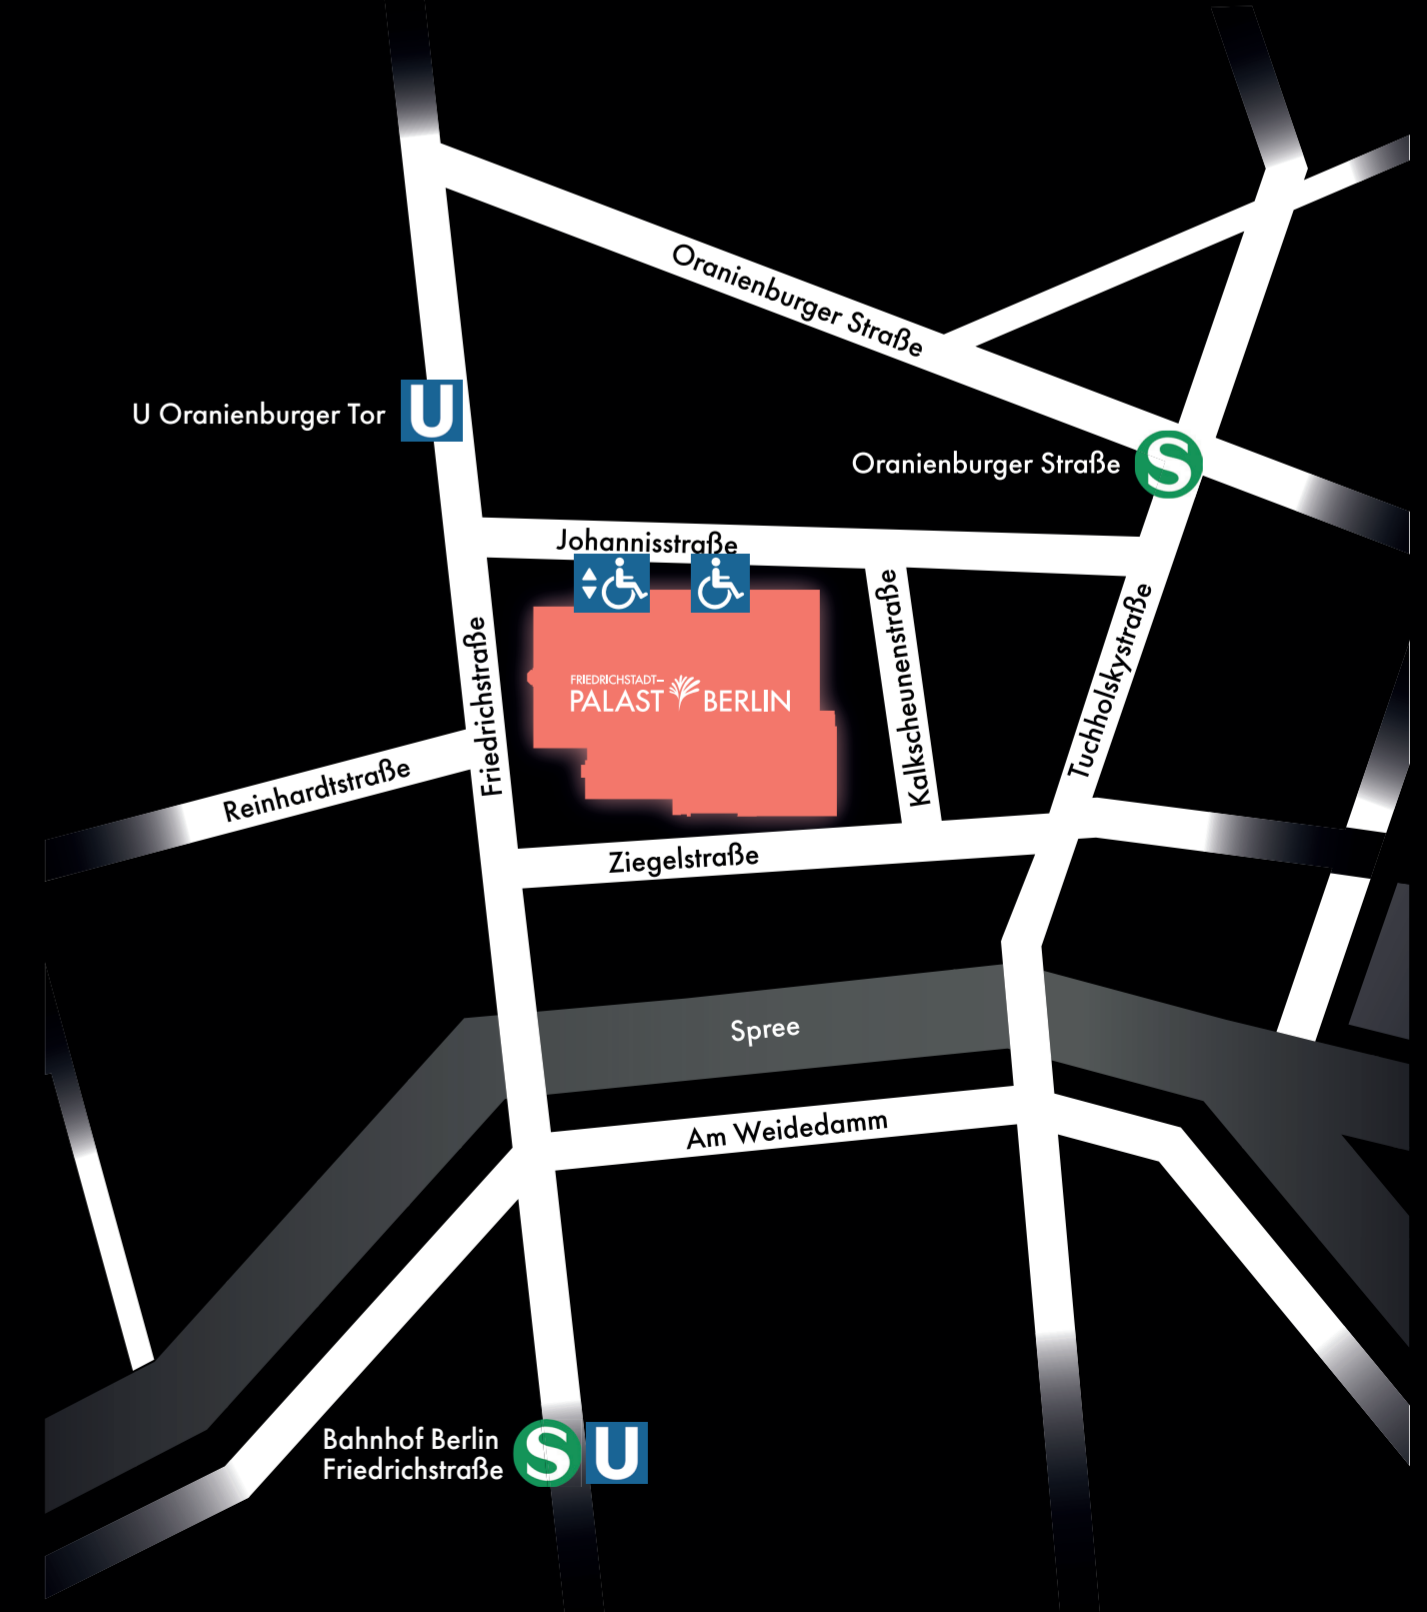 Oranienburger Straße
U Oranienburger Tor
U
Oranienburger Straße
S
Johannisstraße
Friedrichstraße
Kalkscheunenstraße
Tuchholskystraße
FRIEDRICHSTADT–
PALAST BERLIN
Reinhardtstraße
Ziegelstraße
Spree
Am Weidedamm
Bahnhof Berlin
Friedrichstraße
S U